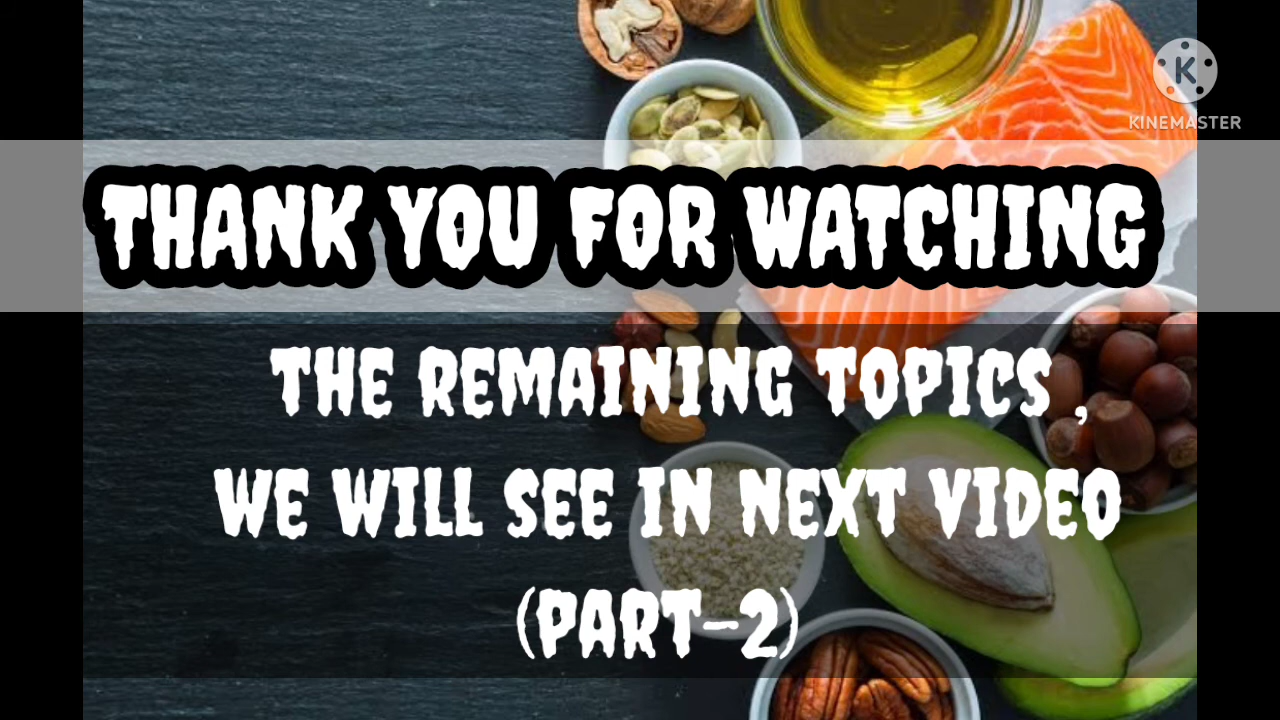 KINEMASTER
THANK YOU FOR WATCHING
THE REMAINING TOPICS ,
WE WILL SEE IN NEXT VIDEO
(PART-2)